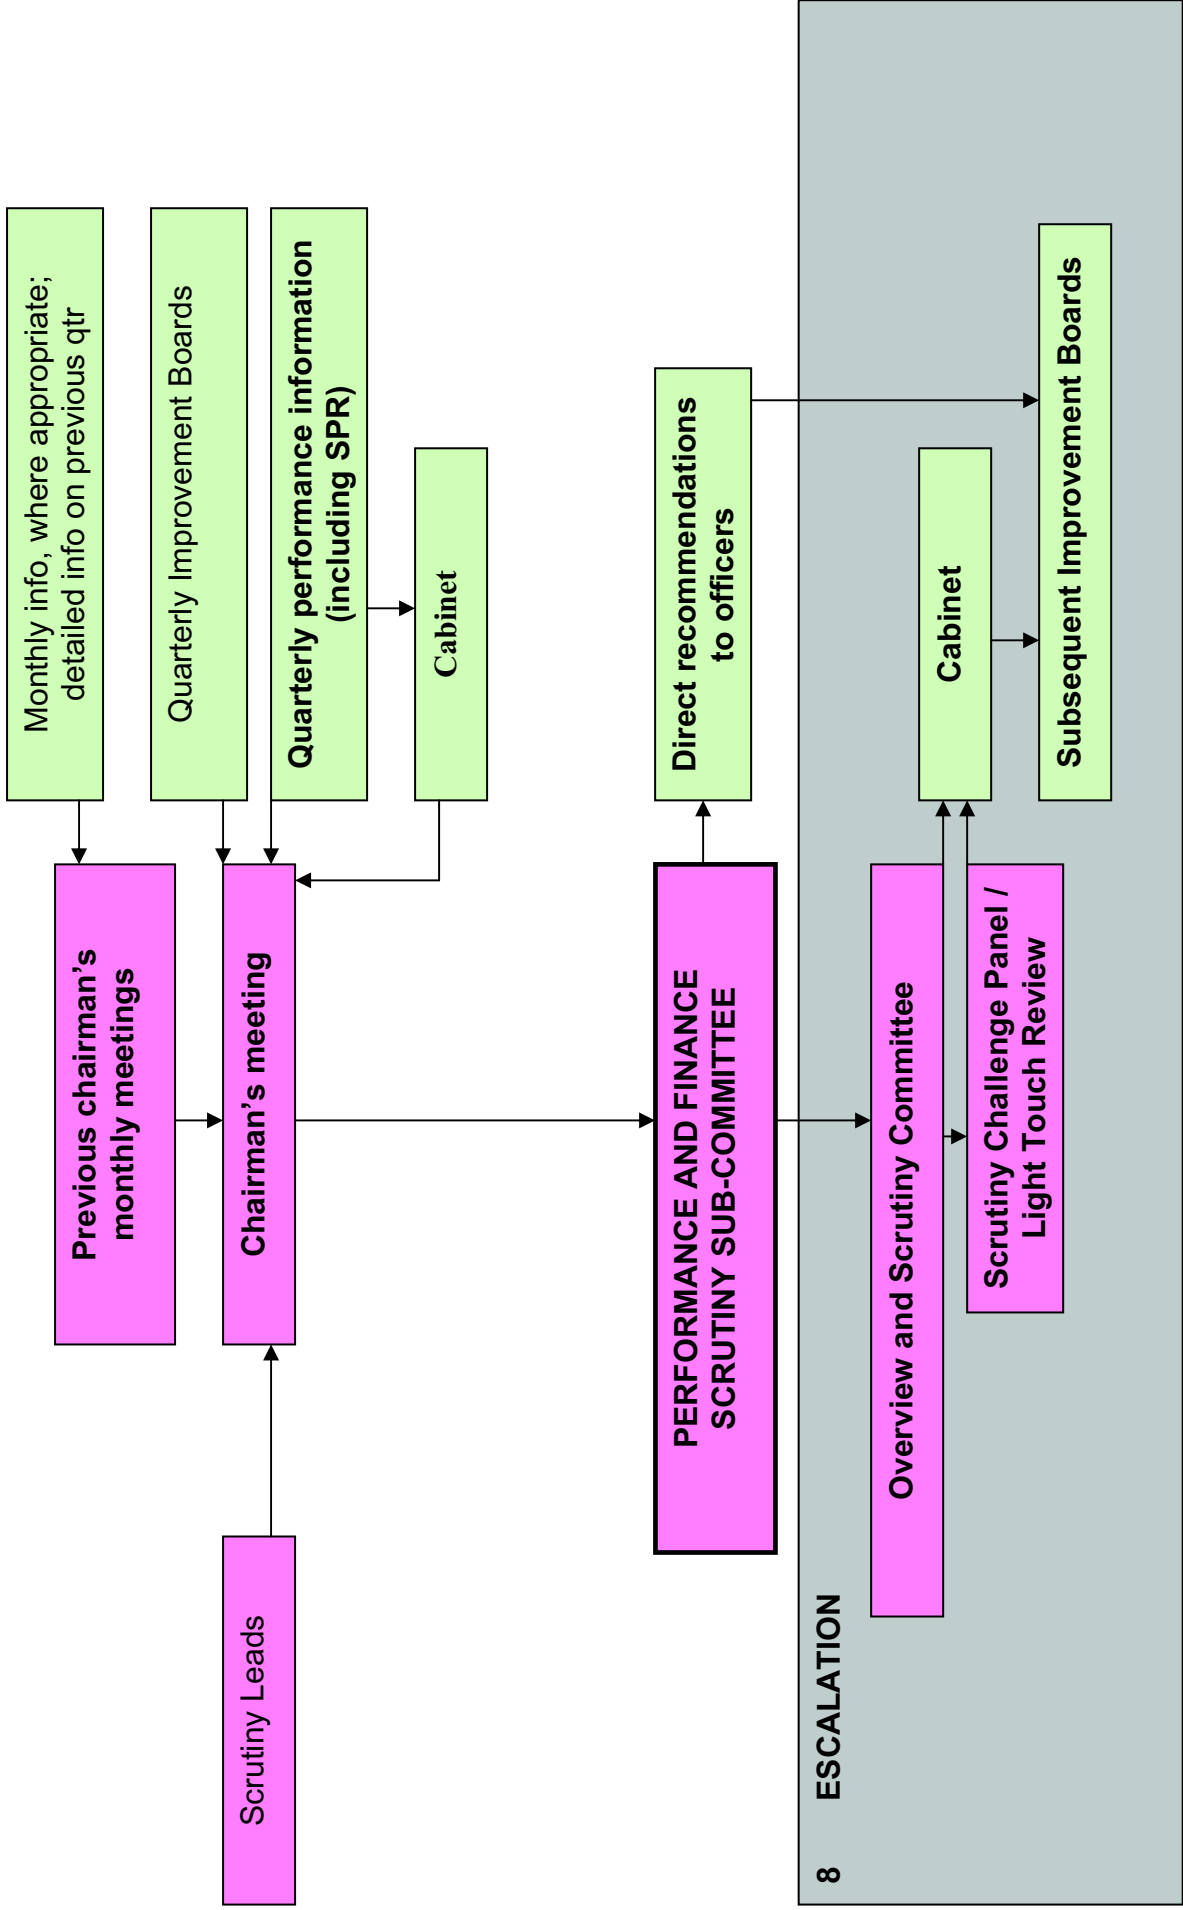 Monthly info, where appropriate;
detailed info on previous qtr
Previous chairman's
monthly meetings
Quarterly Improvement Boards
Scrutiny Leads
Chairman's meeting
Quarterly performance information
(including SPR)
Cabinet
PERFORMANCE AND FINANCE
SCRUTINY SUB-COMMITTEE
Direct recommendations
to officers
8 ESCALATION
Overview and Scrutiny Committee
Cabinet
Scrutiny Challenge Panel /
Light Touch Review
Subsequent Improvement Boards